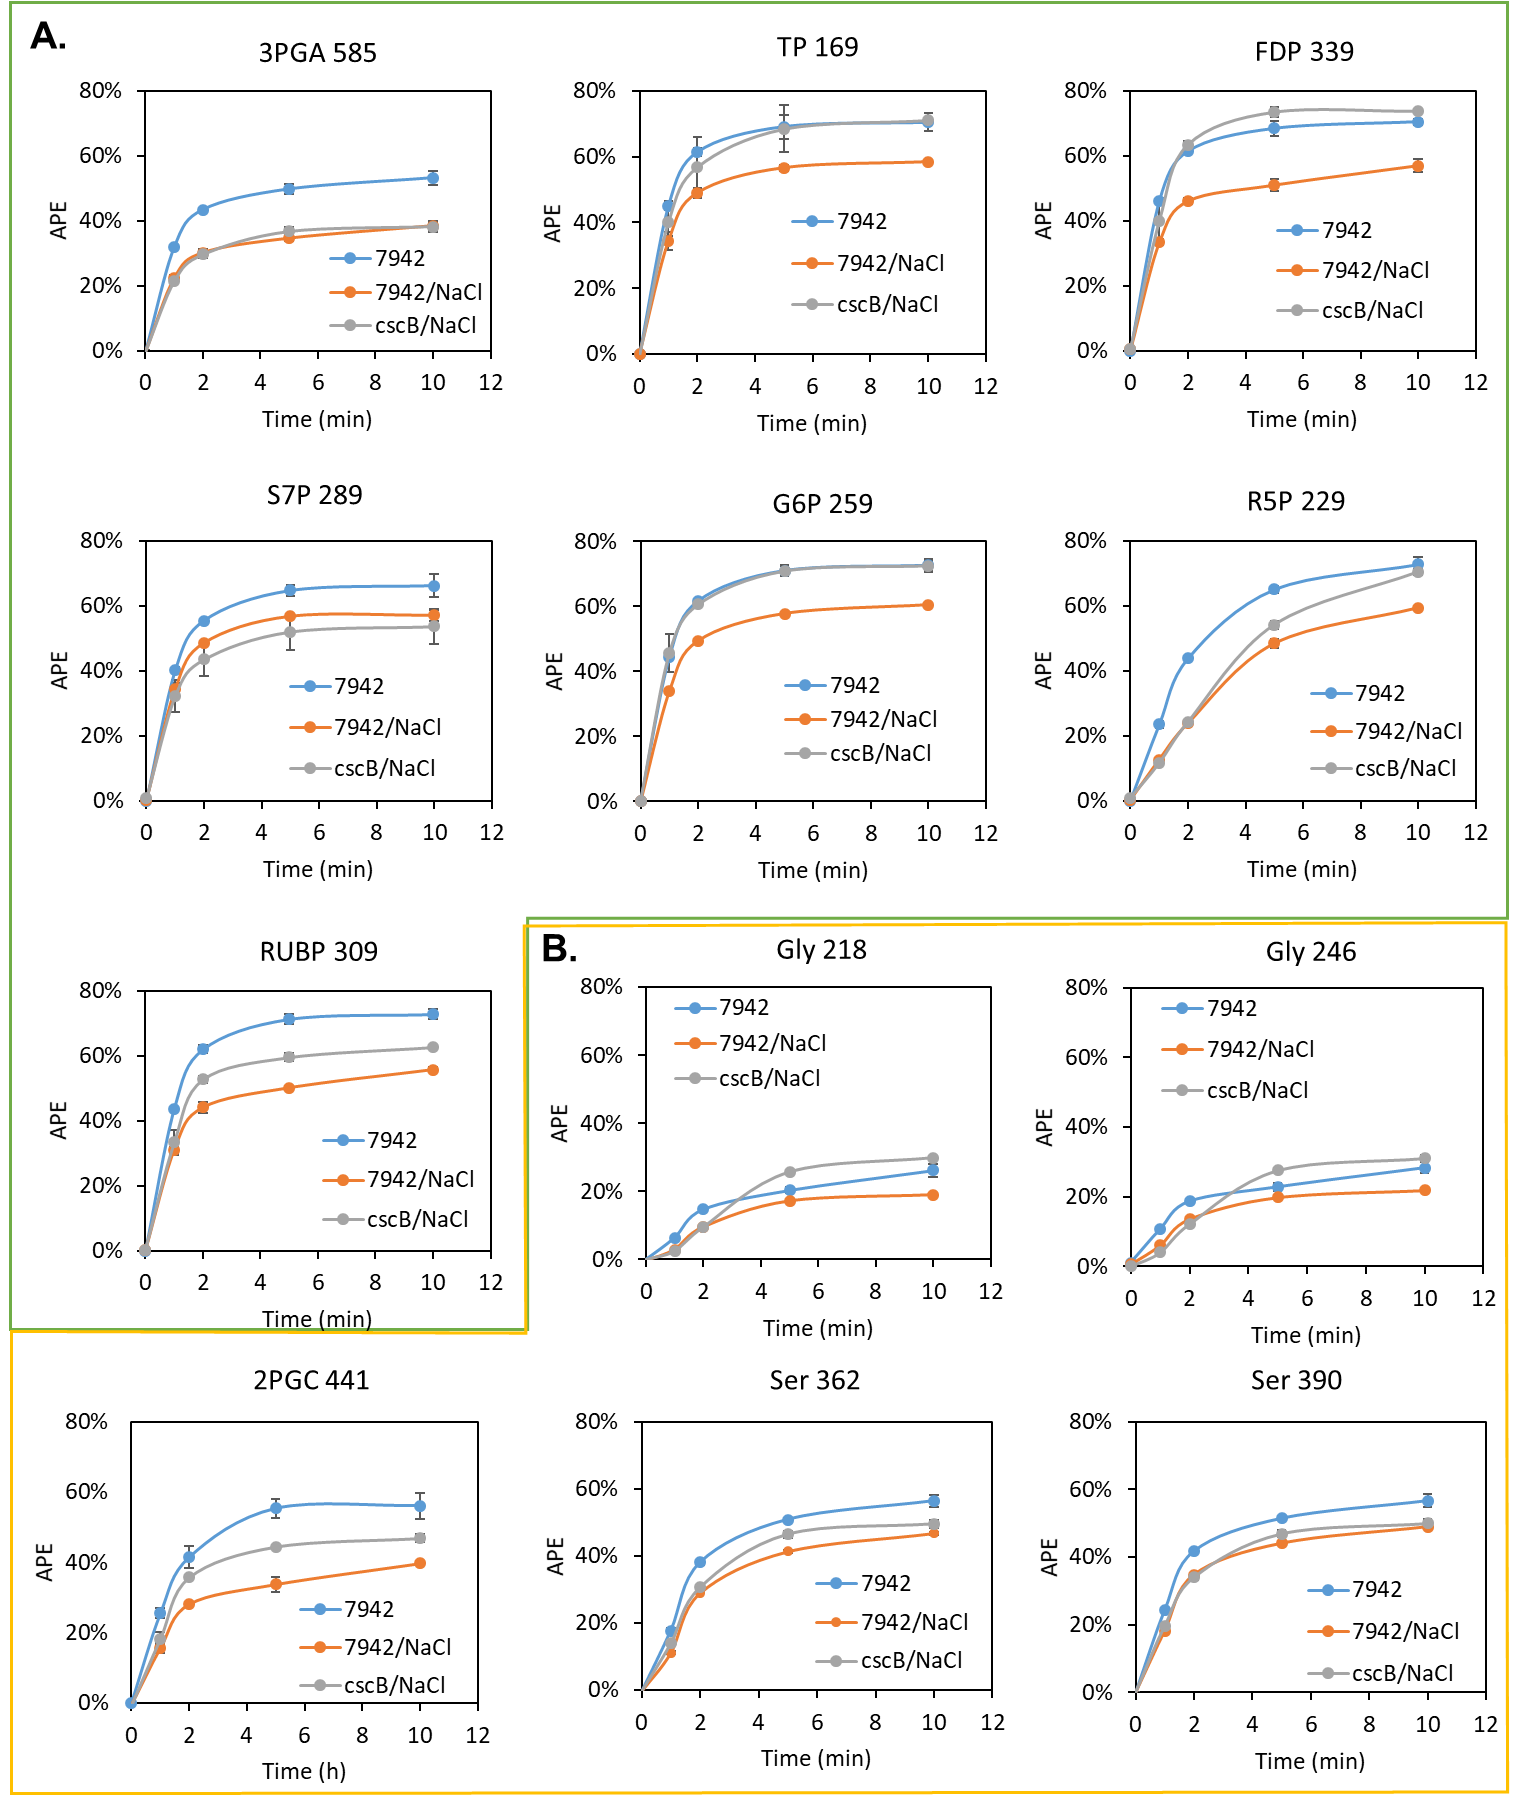 A.
3PGA 585
80%
60%
40%
20%
0%
APE
0 2 4 6 8 10 12
Time (min)
7942
7942/NaCl
cscB/NaCl
TP 169
80%
60%
40%
20%
0%
APE
0 2 4 6 8 10 12
Time (min)
7942
7942/NaCl
cscB/NaCl
FDP 339
80%
60%
40%
20%
0%
APE
0 2 4 6 8 10 12
Time (min)
7942
7942/NaCl
cscB/NaCl
S7P 289
80%
60%
40%
20%
0%
APE
0 2 4 6 8 10 12
Time (min)
7942
7942/NaCl
cscB/NaCl
G6P 259
80%
60%
40%
20%
0%
APE
0 2 4 6 8 10 12
Time (min)
7942
7942/NaCl
cscB/NaCl
R5P 229
80%
60%
40%
20%
0%
APE
0 2 4 6 8 10 12
Time (min)
7942
7942/NaCl
cscB/NaCl
RUBP 309
80%
60%
40%
20%
0%
APE
0 2 4 6 8 10 12
Time (min)
7942
7942/NaCl
cscB/NaCl
B.
Gly 218
80%
60%
40%
20%
0%
APE
0 2 4 6 8 10 12
Time (min)
7942
7942/NaCl
cscB/NaCl
Gly 246
80%
60%
40%
20%
0%
APE
0 2 4 6 8 10 12
Time (min)
7942
7942/NaCl
cscB/NaCl
2PGC 441
80%
60%
40%
20%
0%
APE
0 2 4 6 8 10 12
Time (h)
7942
7942/NaCl
cscB/NaCl
Ser 362
80%
60%
40%
20%
0%
APE
0 2 4 6 8 10 12
Time (min)
7942
7942/NaCl
cscB/NaCl
Ser 390
80%
60%
40%
20%
0%
APE
0 2 4 6 8 10 12
Time (min)
7942
7942/NaCl
cscB/NaCl